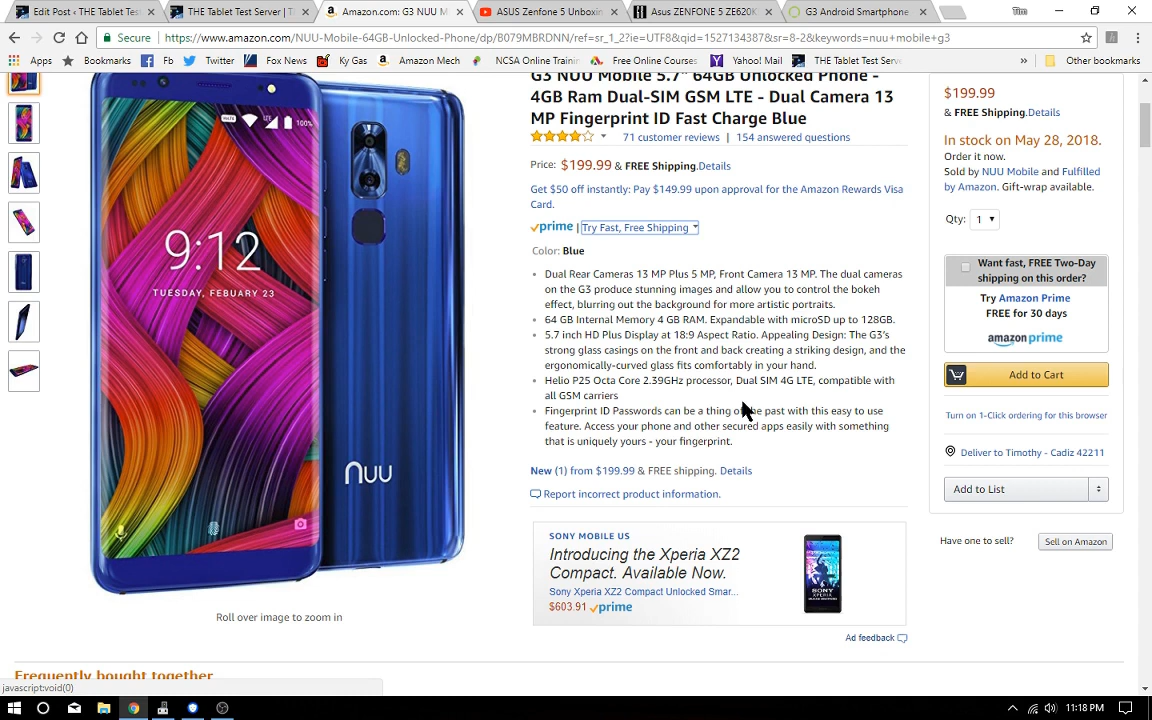 Edit Post ‹ THE Tablet Test
THE Tablet Test Server | T
Amazon.com: G3 NUU M
ASUS Zenfone 5 Unboxin
Asus ZENFONE 5 ZE620K
G3 Android Smartphone
Tim
Secure
https://www.amazon.com/NUU-Mobile-64GB-Unlocked-Phone/dp/B079MBRDNN/ref=sr_1_2?ie=UTF8&qid=1527134387&sr=8-2&keywords=nuu+mobile+g3
Apps
Bookmarks
Fb
Twitter
Fox News
Ky Gas
Amazon Mech
NCSA Online Trainin
Free Online Courses
Yahoo! Mail
THE Tablet Test Serve
»
Other bookmarks
G3 NUU Mobile 5.7" 64GB Unlocked Phone -
4GB Ram Dual-SIM GSM LTE - Dual Camera 13
MP Fingerprint ID Fast Charge Blue
71 customer reviews | 154 answered questions
Price: $199.99 & FREE Shipping. Details
Get $50 off instantly: Pay $149.99 upon approval for the Amazon Rewards Visa
Card.
prime | Try Fast, Free Shipping
Color: Blue
Dual Rear Cameras 13 MP Plus 5 MP, Front Camera 13 MP. The dual cameras
on the G3 produce stunning images and allow you to control the bokeh
effect, blurring out the background for more artistic portraits.
64 GB Internal Memory 4 GB RAM. Expandable with microSD up to 128GB.
5.7 inch HD Plus Display at 18:9 Aspect Ratio. Appealing Design: The G3's
strong glass casings on the front and back creating a striking design, and the
ergonomically-curved glass fits comfortably in your hand.
Helio P25 Octa Core 2.39GHz processor, Dual SIM 4G LTE, compatible with
all GSM carriers
Fingerprint ID Passwords can be a thing of the past with this easy to use
feature. Access your phone and other secured apps easily with something
that is uniquely yours - your fingerprint.
New (1) from $199.99 & FREE shipping. Details
Report incorrect product information.
SONY MOBILE US
Introducing the Xperia XZ2
Compact. Available Now.
Sony Xperia XZ2 Compact Unlocked Smar...
$603.91 prime
SONY
XPERIA
Ad feedback
$199.99
& FREE Shipping. Details
In stock on May 28, 2018.
Order it now.
Sold by NUU Mobile and Fulfilled
by Amazon. Gift-wrap available.
Qty: 1
Want fast, FREE Two-Day
shipping on this order?
Try Amazon Prime
FREE for 30 days
amazon prime
Add to Cart
Turn on 1-Click ordering for this browser
Deliver to Timothy - Cadiz 42211
Add to List
Have one to sell?
Sell on Amazon
LTE
100%
9:12
TUESDAY, FEBUARY 23
nuu
Roll over image to zoom in
Frequently bought together
javascript:void(0)
11:18 PM